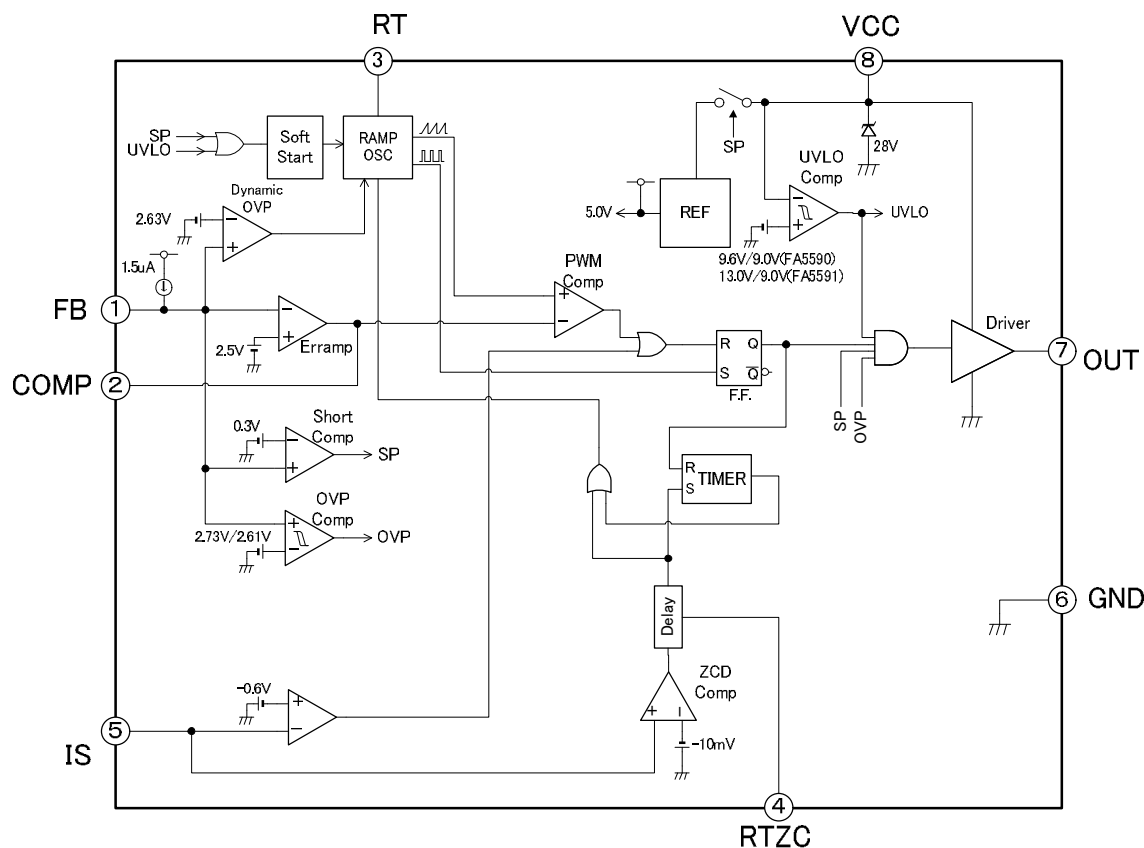 RT
VCC
3
8
SP
UVLO
Soft
Start
RAMP
OSC
SP
28V
UVLO
Comp
Dynamic
OVP
2.63V
−
+
5.0V
REF
−
+
UVLO
9.6V/9.0V(FA5590)
13.0V/9.0V(FA5591)
1.5uA
PWM
Comp
FB
1
−
+
2.5V
Erramp
+
−
R
Q
S
Q
F.F.
Driver
7
OUT
COMP
2
SP
OVP
0.3V
Short
Comp
−
+
SP
R
S
TIMER
OVP
Comp
2.73V/2.61V
+
−
OVP
Delay
6
GND
-0.6V
+
−
ZCD
Comp
+
−
-10mV
5
IS
4
RTZC